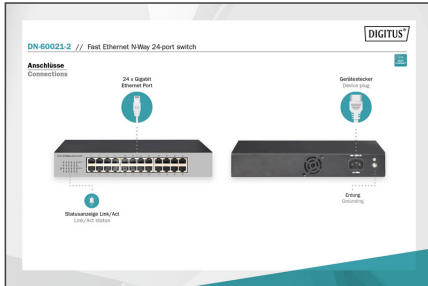 DIGITUS®
DN-60021-2 // Fast Ethernet N-Way 24-port switch
Anschlüsse
Connections
24 x Gigabit
Ethernet Port
Gerätestecker
Device plug
Statusanzeige Link/Act
Link/Act status
Erdung
Grounding